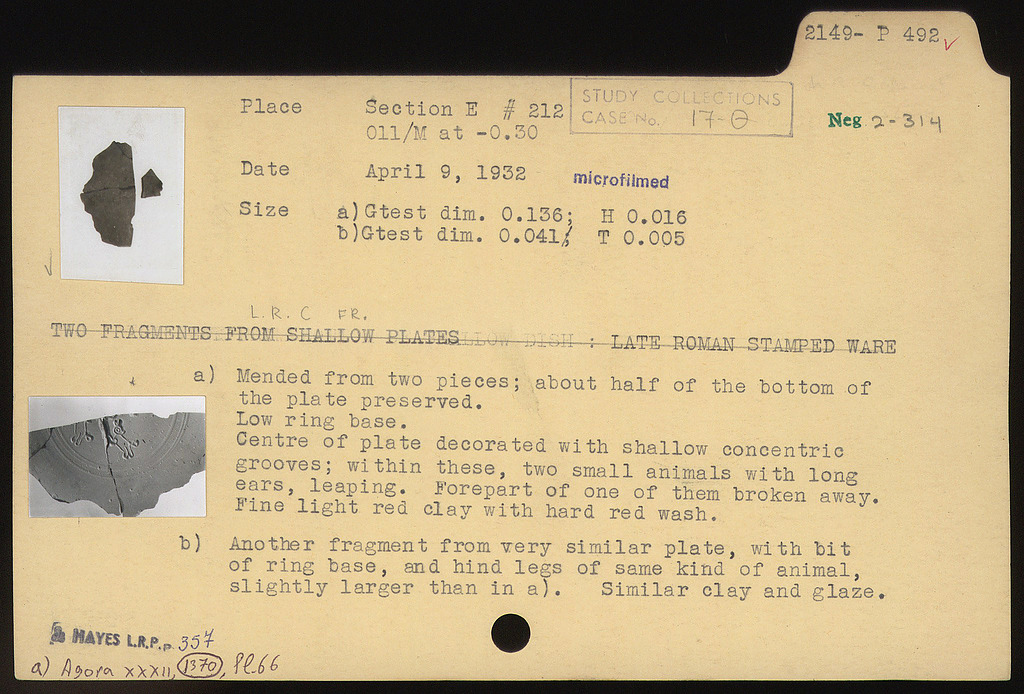 2149- P 492
Place Section E # 212
011/M at -0.30
STUDY COLLECTIONS
CASE No. 17-Θ
Neg 2-314
Date April 9, 1932
microfilmed
Size a)Gtest dim. 0.136; H 0.016
b)Gtest dim. 0.041; T 0.005
L.R.C FR.
TWO FRAGMENTS FROM SHALLOW PLATES : LATE ROMAN STAMPED WARE
a) Mended from two pieces; about half of the bottom of
the plate preserved.
Low ring base.
Centre of plate decorated with shallow concentric
grooves; within these, two small animals with long
ears, leaping. Forepart of one of them broken away.
Fine light red clay with hard red wash.
b) Another fragment from very similar plate, with bit
of ring base, and hind legs of same kind of animal,
slightly larger than in a). Similar clay and glaze.
HAYES L.R.P. p. 357
a) Agora XXXII, 1370, Pl.66